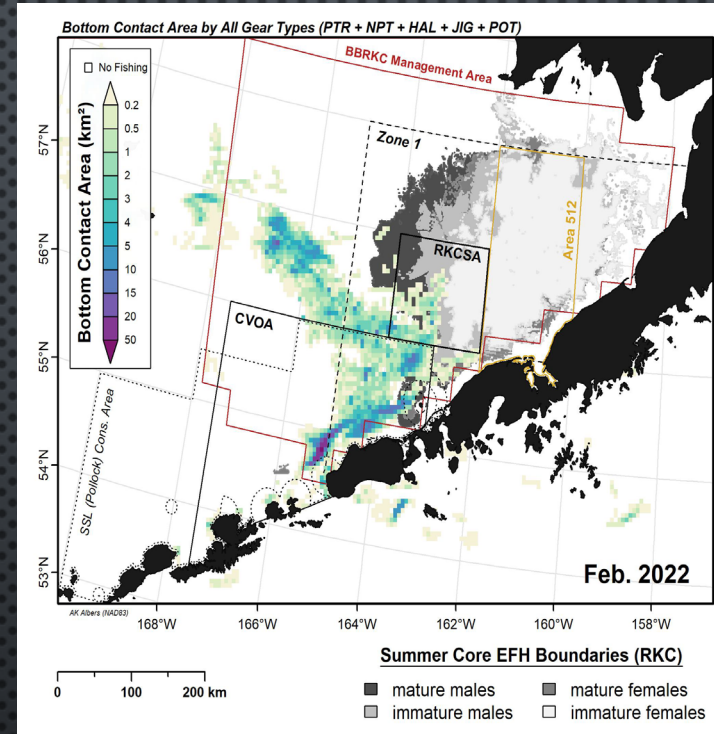 Bottom Contact Area by All Gear Types (PTR + NPT + HAL + JIG + POT)
No Fishing
Bottom Contact Area (km²)
0.2
0.5
1
2
3
4
5
10
15
20
50
BBRKC Management Area
Zone 1
RKCSA
Area 512
CVOA
SSL (Pollock) Cons. Area
57°N
56°N
55°N
54°N
53°N
Feb. 2022
AK Albers (NAD83)
168°W
166°W
164°W
162°W
160°W
158°W
0
100
200 km
Summer Core EFH Boundaries (RKC)
mature males
mature females
immature males
immature females